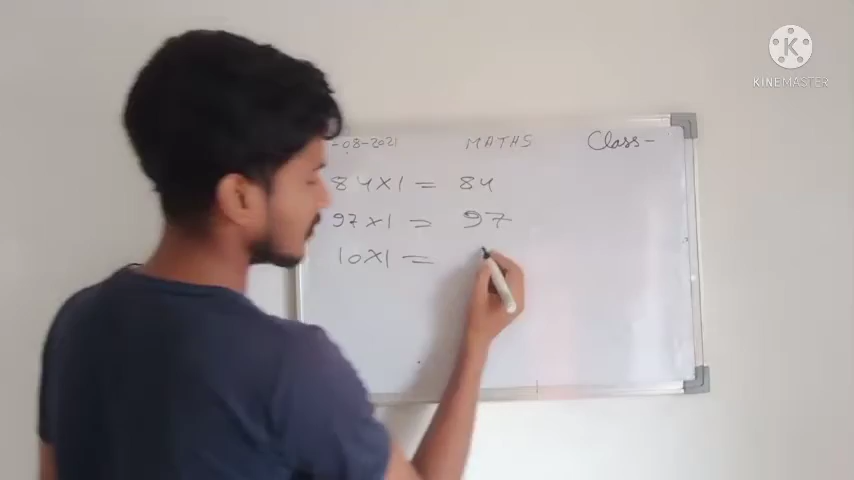 K
KINEMASTER
-08-2021 MATHS Class-
84X1 = 84
97X1 = 97
10X1 =